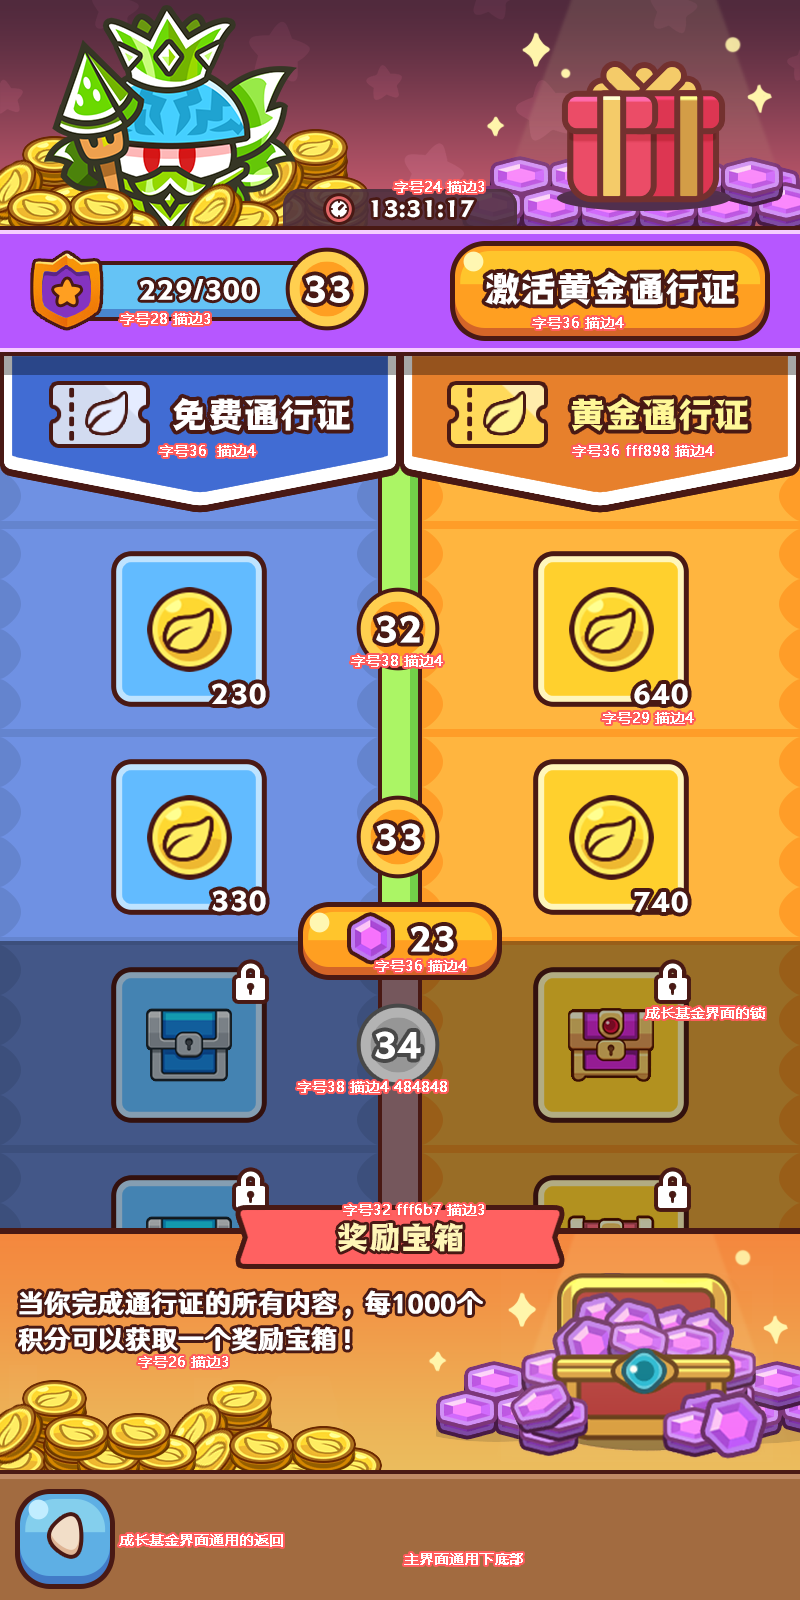 字号24 描边3
13:31:17
229/300
33
激活黄金通行证
字号28 描边3
字号36 描边4
免费通行证
黄金通行证
字号36 描边4
字号36 fff898 描边4
32
字号38 描边4
230
640
字号29 描边4
33
330
740
23
字号36 描边4
成长基金界面的锁
34
字号38 描边4 484848
字号32 fff6b7 描边3
奖励宝箱
当你完成通行证的所有内容，每1000个
积分可以获取一个奖励宝箱！
字号26 描边3
成长基金界面通用的返回
主界面通用下底部